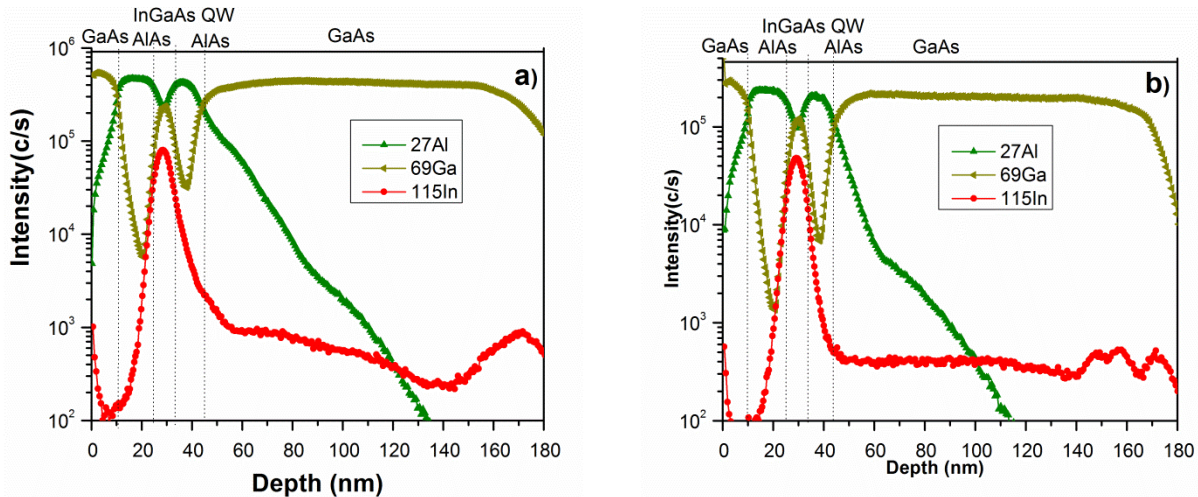 InGaAs QW
GaAs AlAs AlAs GaAs
a)
10^6
10^5
10^4
10^3
10^2
Intensity(c/s)
27Al
69Ga
115In
0 20 40 60 80 100 120 140 160 180
Depth (nm)
InGaAs QW
GaAs AlAs AlAs GaAs
b)
10^5
10^4
10^3
10^2
Intensity(c/s)
27Al
69Ga
115In
0 20 40 60 80 100 120 140 160 180
Depth (nm)